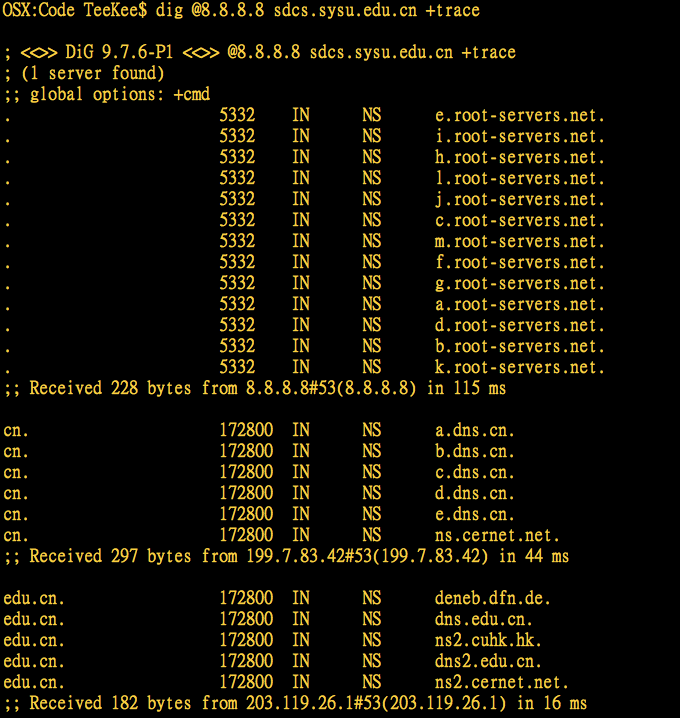 OSX:Code TeeKee$ dig @8.8.8.8 sdcs.sysu.edu.cn +trace
; <<>> DiG 9.7.6-P1 <<>> @8.8.8.8 sdcs.sysu.edu.cn +trace
; (1 server found)
;; global options: +cmd
. 5332 IN NS e.root-servers.net.
. 5332 IN NS i.root-servers.net.
. 5332 IN NS h.root-servers.net.
. 5332 IN NS l.root-servers.net.
. 5332 IN NS j.root-servers.net.
. 5332 IN NS c.root-servers.net.
. 5332 IN NS m.root-servers.net.
. 5332 IN NS f.root-servers.net.
. 5332 IN NS g.root-servers.net.
. 5332 IN NS a.root-servers.net.
. 5332 IN NS d.root-servers.net.
. 5332 IN NS b.root-servers.net.
. 5332 IN NS k.root-servers.net.
;; Received 228 bytes from 8.8.8.8#53(8.8.8.8) in 115 ms
cn. 172800 IN NS a.dns.cn.
cn. 172800 IN NS b.dns.cn.
cn. 172800 IN NS c.dns.cn.
cn. 172800 IN NS d.dns.cn.
cn. 172800 IN NS e.dns.cn.
cn. 172800 IN NS ns.cernet.net.
;; Received 297 bytes from 199.7.83.42#53(199.7.83.42) in 44 ms
edu.cn. 172800 IN NS deneb.dfn.de.
edu.cn. 172800 IN NS dns.edu.cn.
edu.cn. 172800 IN NS ns2.cuhk.hk.
edu.cn. 172800 IN NS dns2.edu.cn.
edu.cn. 172800 IN NS ns2.cernet.net.
;; Received 182 bytes from 203.119.26.1#53(203.119.26.1) in 16 ms